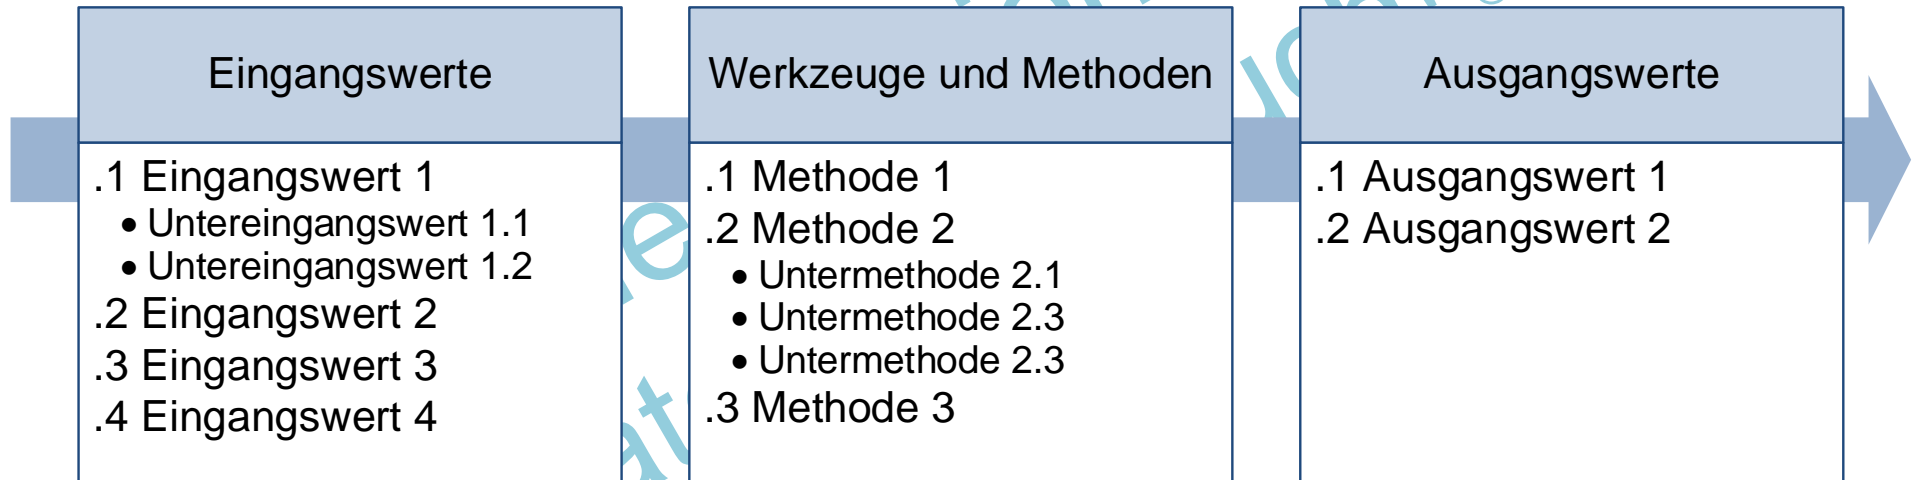 Eingangswerte
.1 Eingangswert 1
• Untereingangswert 1.1
• Untereingangswert 1.2
.2 Eingangswert 2
.3 Eingangswert 3
.4 Eingangswert 4
Werkzeuge und Methoden
.1 Methode 1
.2 Methode 2
• Untermethode 2.1
• Untermethode 2.3
• Untermethode 2.3
.3 Methode 3
Ausgangswerte
.1 Ausgangswert 1
.2 Ausgangswert 2